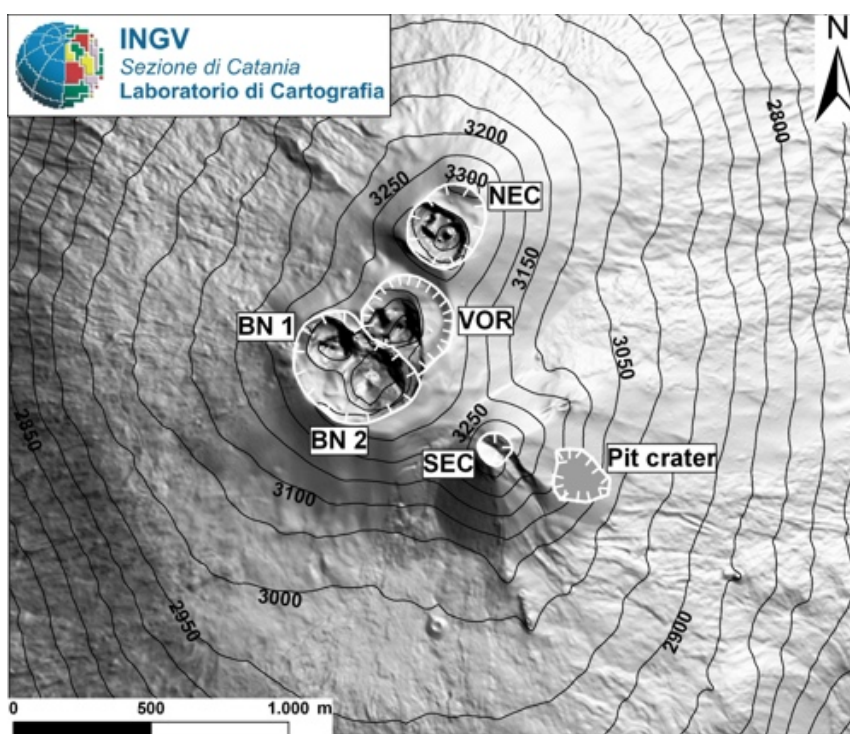 INGV
Sezione di Catania
Laboratorio di Cartografia
N
2800
3200
3300
3250
NEC
3150
BN 1
VOR
3050
2850
3250
BN 2
SEC
Pit crater
3100
3000
2950
2900
0 500 1.000 m